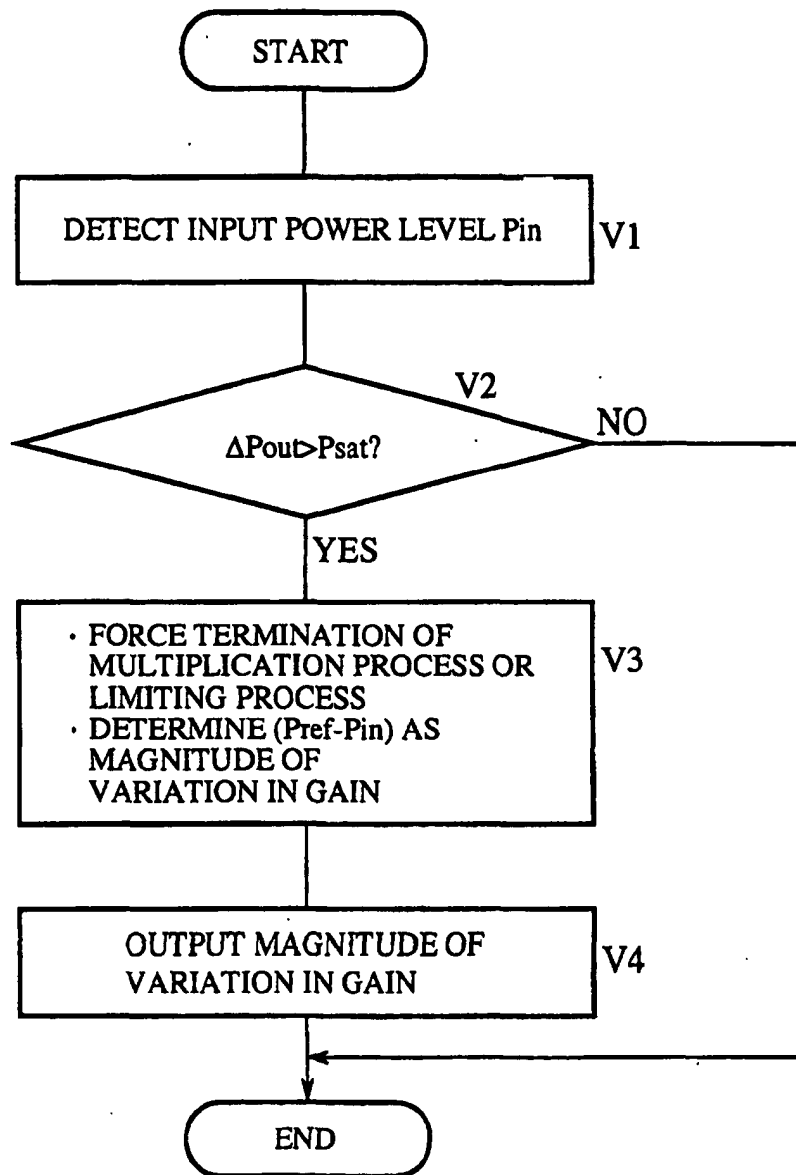 START
DETECT INPUT POWER LEVEL Pin
V1
V2
ΔPout>Psat?
NO
YES
· FORCE TERMINATION OF
MULTIPLICATION PROCESS OR
LIMITING PROCESS
· DETERMINE (Pref-Pin) AS
MAGNITUDE OF
VARIATION IN GAIN
V3
OUTPUT MAGNITUDE OF
VARIATION IN GAIN
V4
END